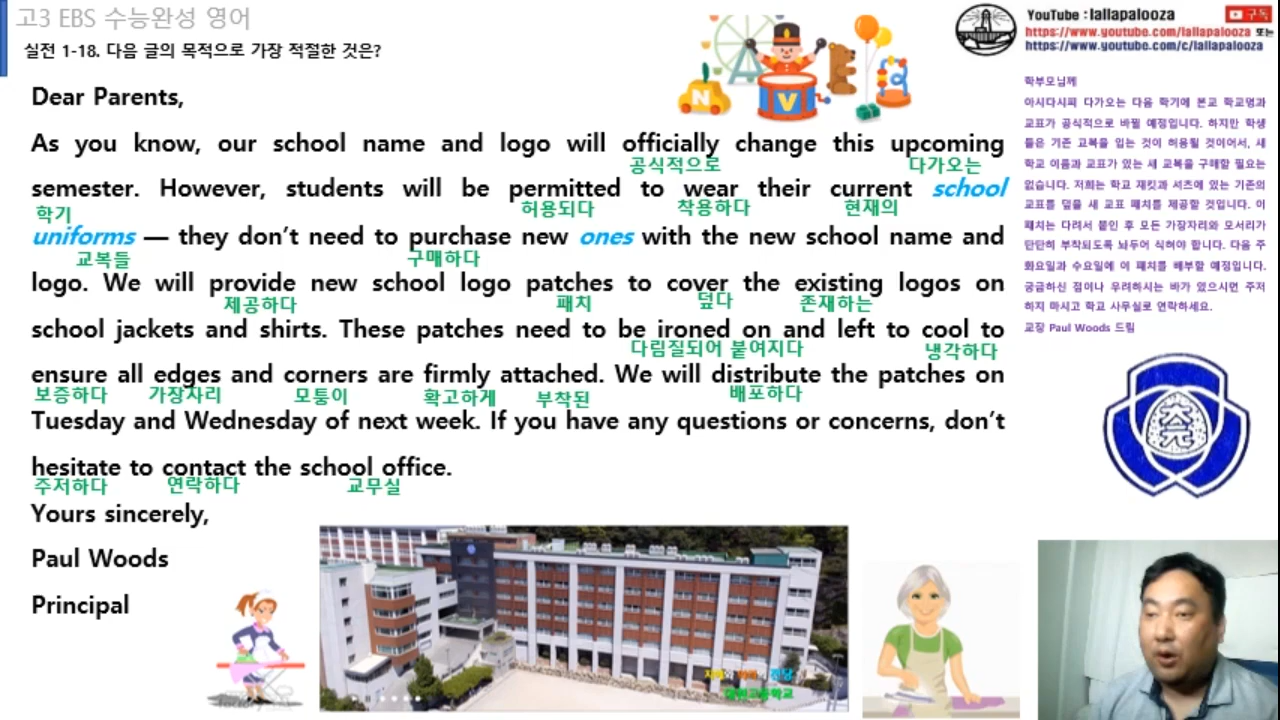 고3 EBS 수능완성 영어
실전 1-18. 다음 글의 목적으로 가장 적절한 것은?
N V
YouTube : lallapalooza
구독
https://www.youtube.com/lallapalooza 또는
https://www.youtube.com/c/lallapalooza
Dear Parents,
As you know, our school name and logo will officially change this upcoming
공식적으로 다가오는
semester. However, students will be permitted to wear their current school
학기 허용되다 착용하다 현재의
uniforms — they don't need to purchase new ones with the new school name and
교복들 구매하다
logo. We will provide new school logo patches to cover the existing logos on
제공하다 패치 덮다 존재하는
school jackets and shirts. These patches need to be ironed on and left to cool to
다림질되어 붙여지다 냉각하다
ensure all edges and corners are firmly attached. We will distribute the patches on
보증하다 가장자리 모퉁이 확고하게 부착된 배포하다
Tuesday and Wednesday of next week. If you have any questions or concerns, don't
hesitate to contact the school office.
주저하다 연락하다 교무실
Yours sincerely,
Paul Woods
Principal
학부모님께
아시다시피 다가오는 다음 학기에 본교 학교명과
교표가 공식적으로 바뀔 예정입니다. 하지만 학생
들은 기존 교복을 입는 것이 허용될 것이어서, 새
학교 이름과 교표가 있는 새 교복을 구매할 필요는
없습니다. 저희는 학교 재킷과 셔츠에 있는 기존의
교표를 덮을 새 교표 패치를 제공할 것입니다. 이
패치는 다려서 붙인 후 모든 가장자리와 모서리가
단단히 부착되도록 놔두어 식혀야 합니다. 다음 주
화요일과 수요일에 이 패치를 배부할 예정입니다.
궁금하신 점이나 우려하시는 바가 있으시면 주저
하지 마시고 학교 사무실로 연락하세요.
교장 Paul Woods 드림